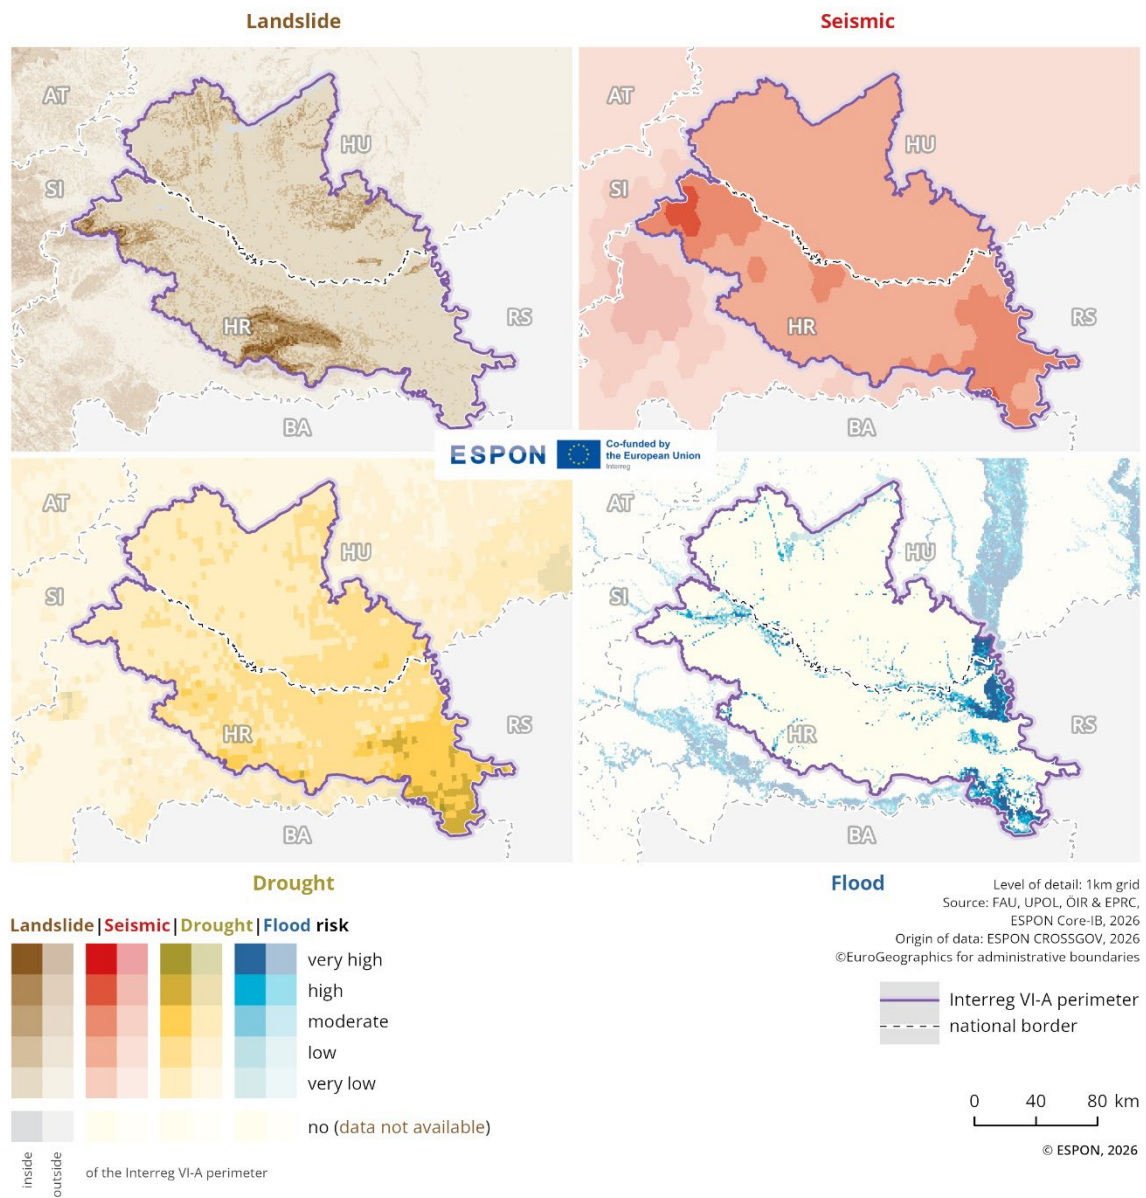 Landslide
Seismic
AT
SI
HU
HR
RS
BA
AT
SI
HU
HR
RS
BA
ESPON
Co-funded by
the European Union
Interreg
AT
SI
HU
HR
RS
BA
AT
SI
HU
HR
RS
BA
Drought
Flood
Level of detail: 1km grid
Source: FAU, UPOL, ÖIR & EPRC,
ESPON Core-IB, 2026
Origin of data: ESPON CROSSGOV, 2026
©EuroGeographics for administrative boundaries
Landslide|Seismic|Drought|Flood risk
very high
high
moderate
low
very low
no (data not available)
inside
outside
of the Interreg VI-A perimeter
Interreg VI-A perimeter
national border
0 40 80 km
© ESPON, 2026